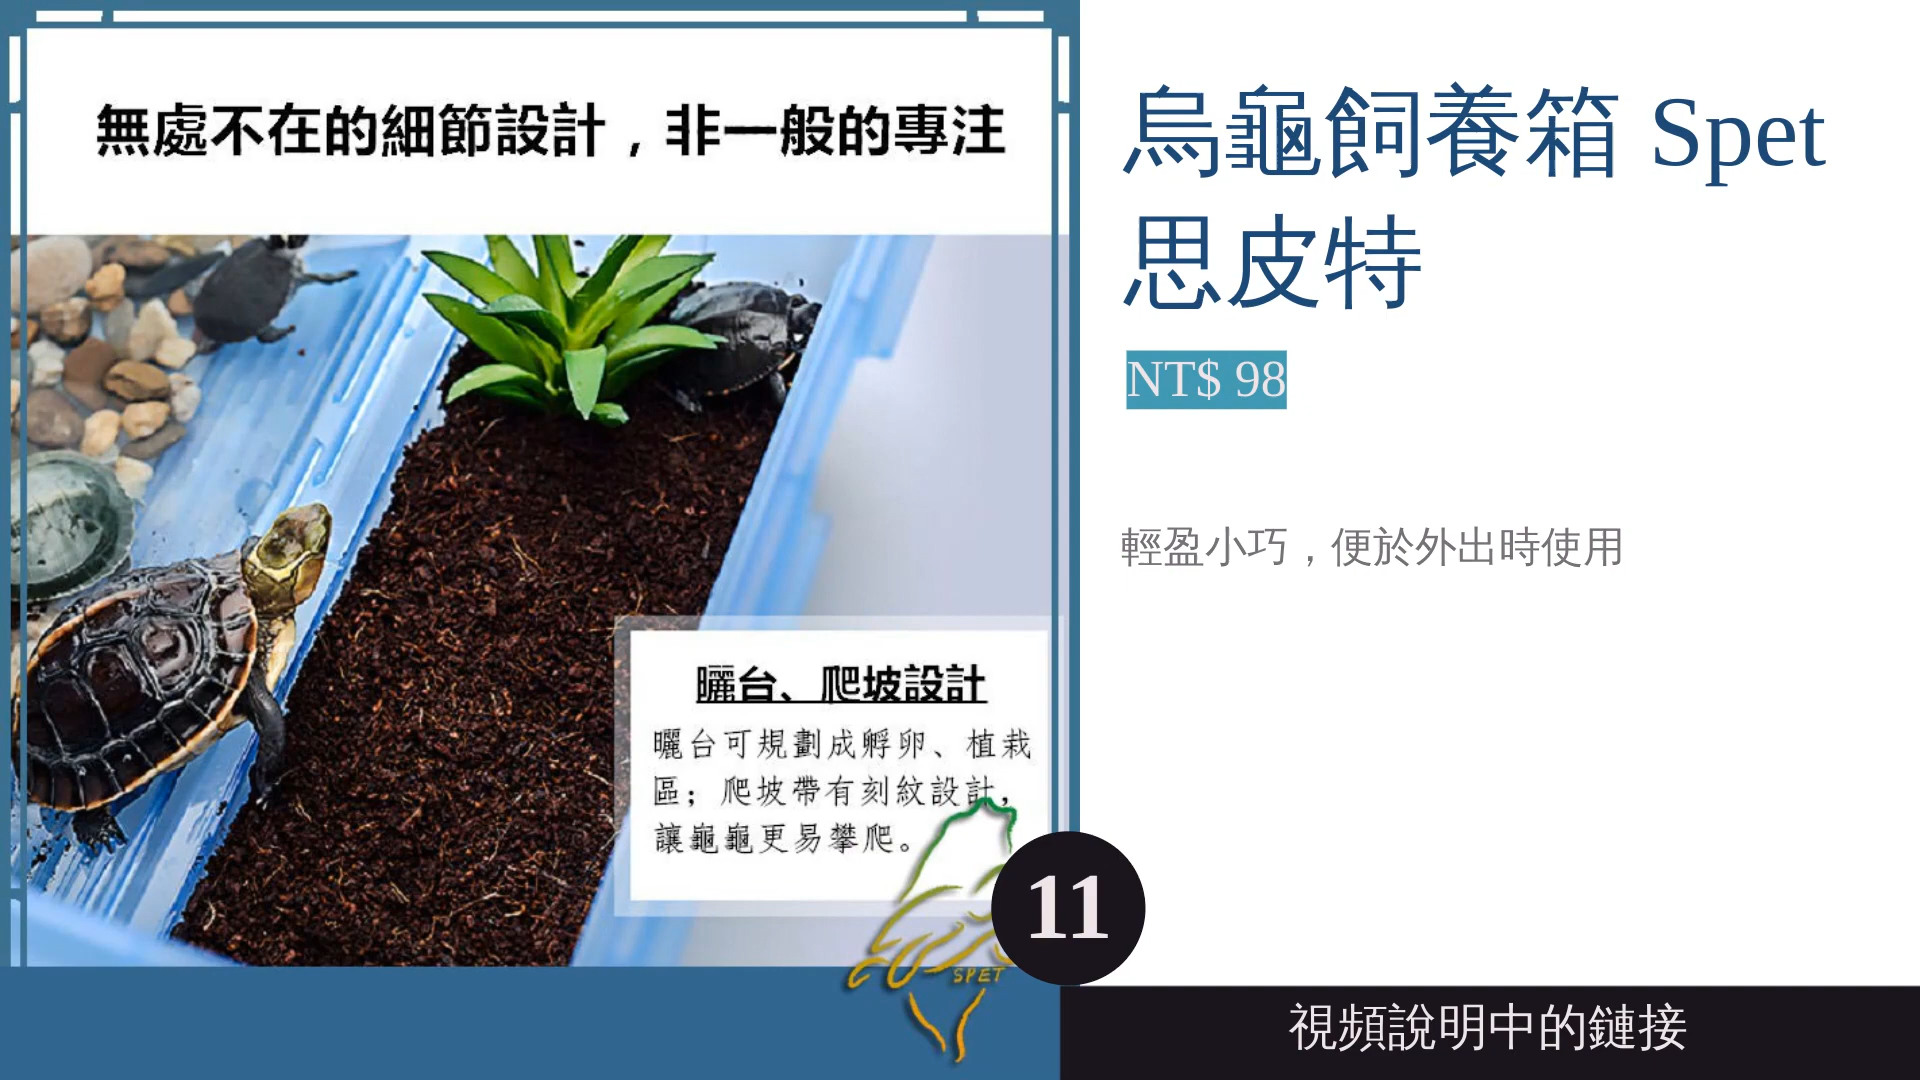 無處不在的細節設計，非一般的專注
曬台、爬坡設計
曬台可規劃成孵卵、植栽
區；爬坡帶有刻紋設計，
讓龜龜更易攀爬。
SPET
烏龜飼養箱 Spet
思皮特
NT$ 98
輕盈小巧，便於外出時使用
11
視頻說明中的鏈接